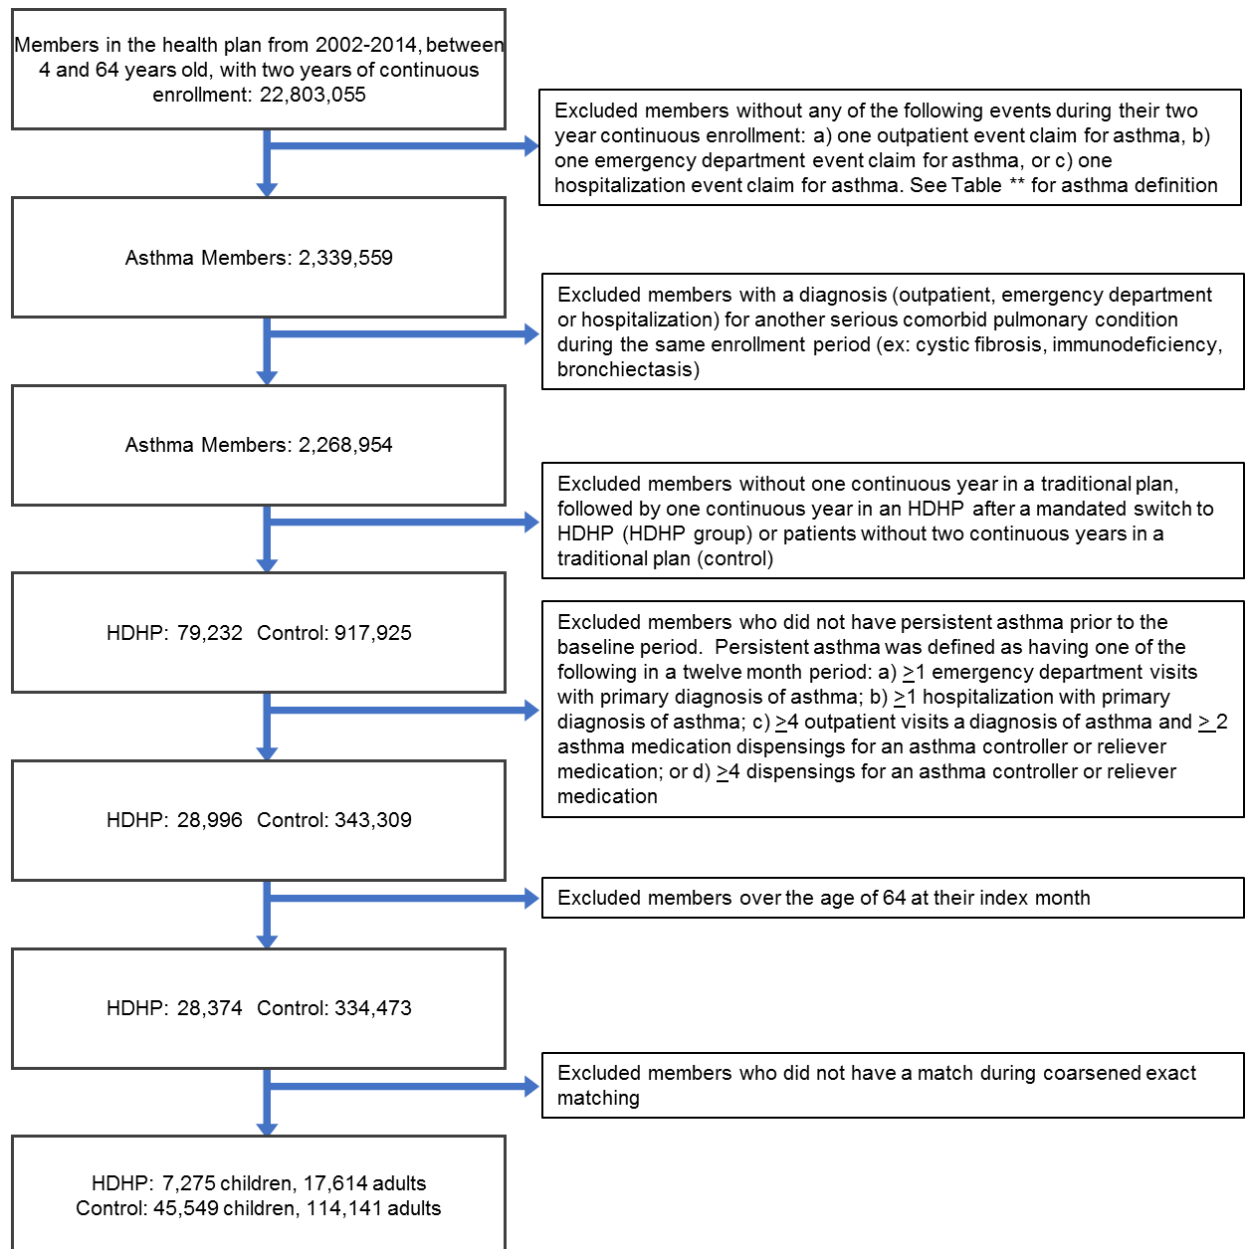 Members in the health plan from 2002-2014, between
4 and 64 years old, with two years of continuous
enrollment: 22,803,055
Excluded members without any of the following events during their two
year continuous enrollment: a) one outpatient event claim for asthma, b)
one emergency department event claim for asthma, or c) one
hospitalization event claim for asthma. See Table ** for asthma definition
Asthma Members: 2,339,559
Excluded members with a diagnosis (outpatient, emergency department
or hospitalization) for another serious comorbid pulmonary condition
during the same enrollment period (ex: cystic fibrosis, immunodeficiency,
bronchiectasis)
Asthma Members: 2,268,954
Excluded members without one continuous year in a traditional plan,
followed by one continuous year in an HDHP after a mandated switch to
HDHP (HDHP group) or patients without two continuous years in a
traditional plan (control)
HDHP: 79,232 Control: 917,925
Excluded members who did not have persistent asthma prior to the
baseline period. Persistent asthma was defined as having one of the
following in a twelve month period: a) ≥1 emergency department visits
with primary diagnosis of asthma; b) ≥1 hospitalization with primary
diagnosis of asthma; c) ≥4 outpatient visits a diagnosis of asthma and ≥ 2
asthma medication dispensings for an asthma controller or reliever
medication; or d) ≥4 dispensings for an asthma controller or reliever
medication
HDHP: 28,996 Control: 343,309
Excluded members over the age of 64 at their index month
HDHP: 28,374 Control: 334,473
Excluded members who did not have a match during coarsened exact
matching
HDHP: 7,275 children, 17,614 adults
Control: 45,549 children, 114,141 adults